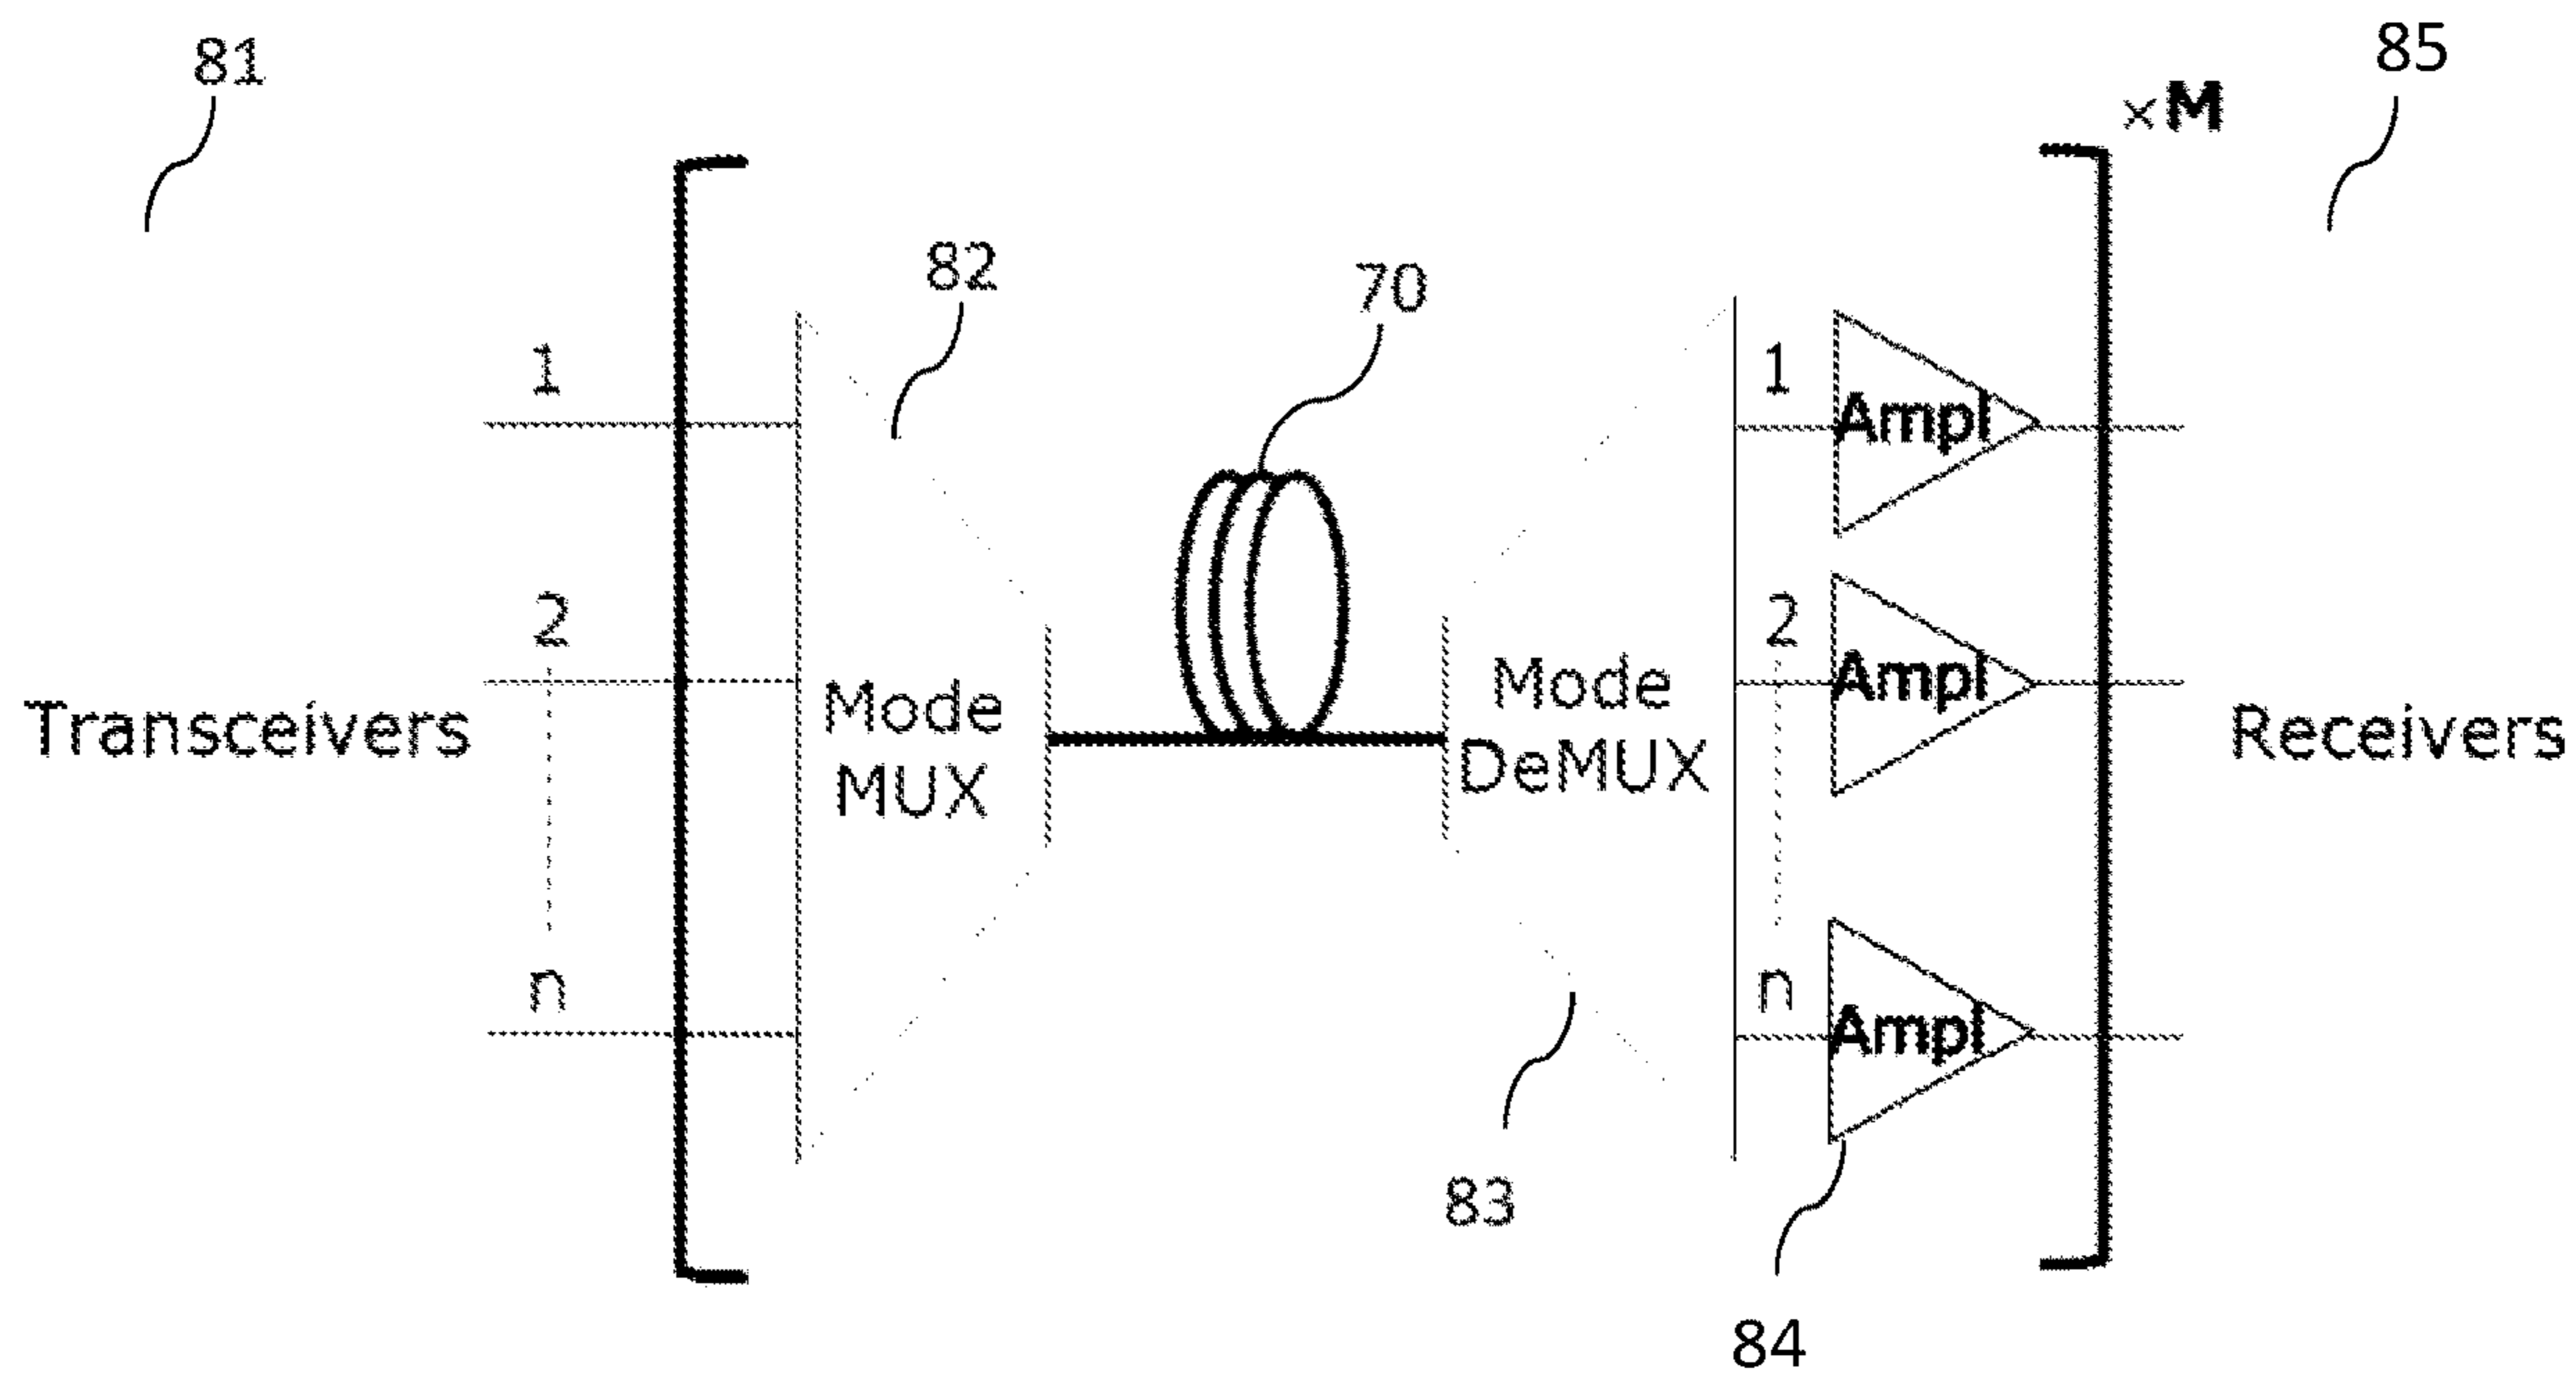 81
85
×M
82
70
1
1
Ampl
2
2
Ampl
Transceivers
Mode
MUX
Mode
DeMUX
Receivers
n
n
Ampl
83
84